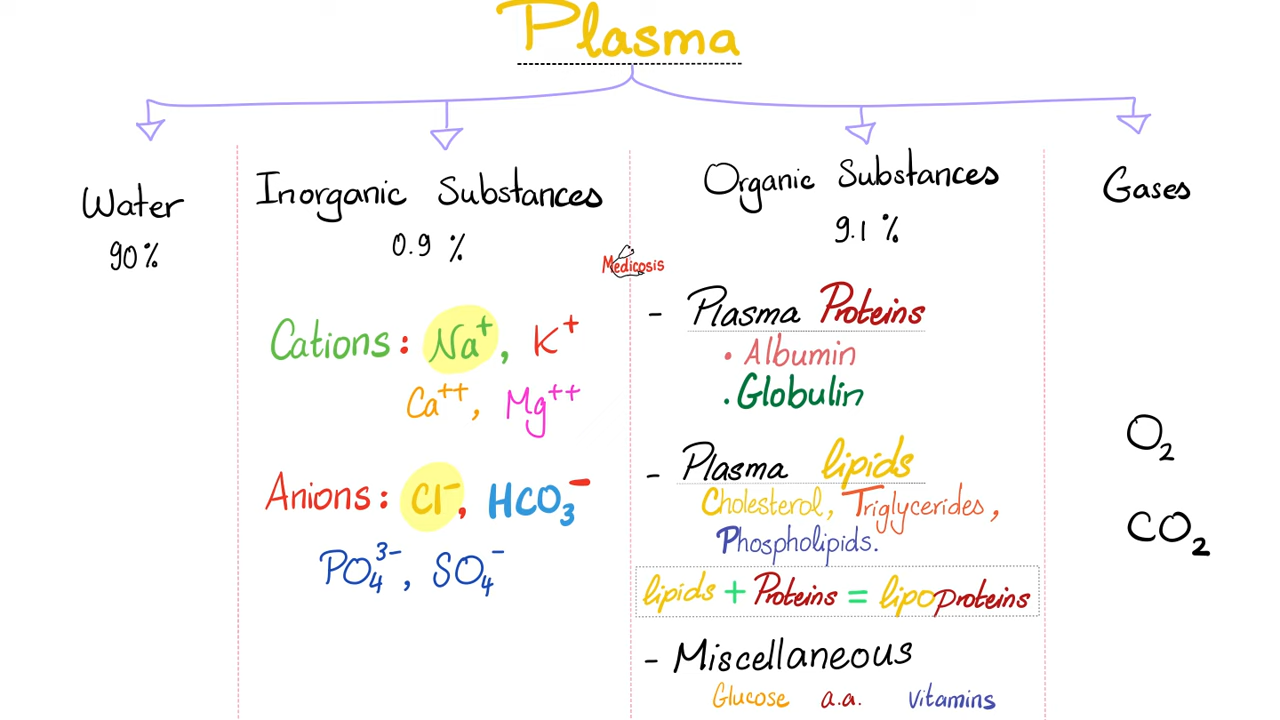 Plasma
Water
90%
Inorganic Substances
0.9 %
Cations: Na⁺, K⁺
Ca⁺⁺, Mg⁺⁺
Anions: Cl⁻, HCO₃⁻
PO₄³⁻, SO₄⁻
Medicosis
Organic Substances
9.1 %
- Plasma Proteins
• Albumin
• Globulin
- Plasma lipids
Cholesterol, Triglycerides,
Phospholipids.
lipids + Proteins = lipoproteins
- Miscellaneous
Glucose a.a. vitamins
Gases
O₂
CO₂